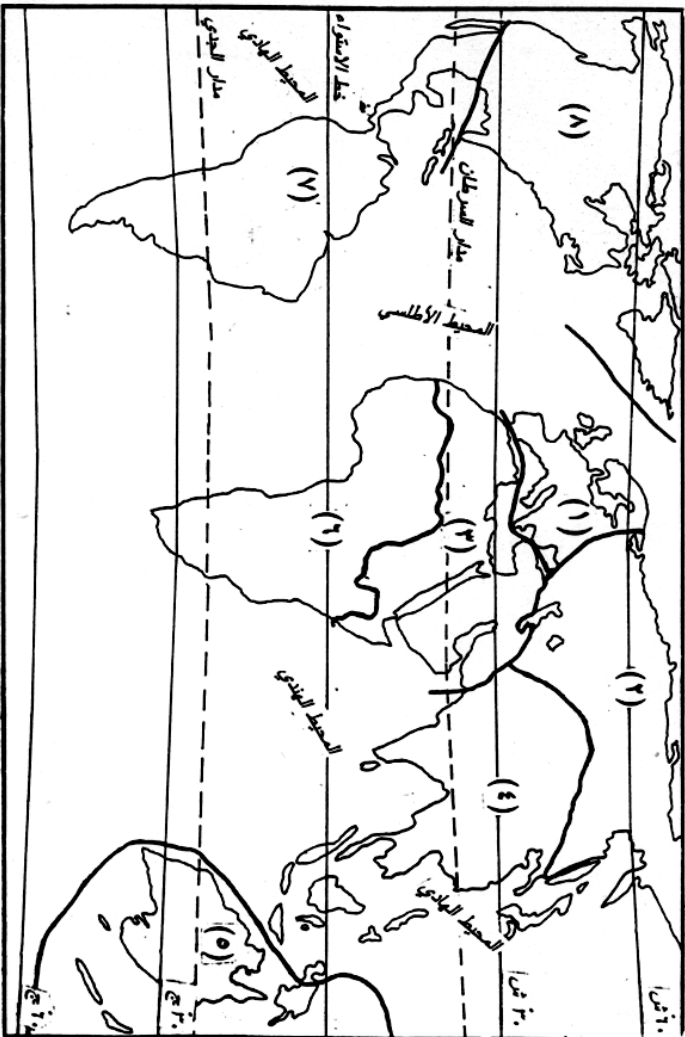 (٨)
(٧)
المحيط الهادي
خط الاستواء
مدار الجدي
مدار السرطان
المحيط الأطلسي
(١)
(٣)
(٦)
(٢)
(٤)
المحيط الهندي
المحيط الهادي
(٥)
٦٠ ش
٣٠ ش
٣٠ ج
٦٠ ج